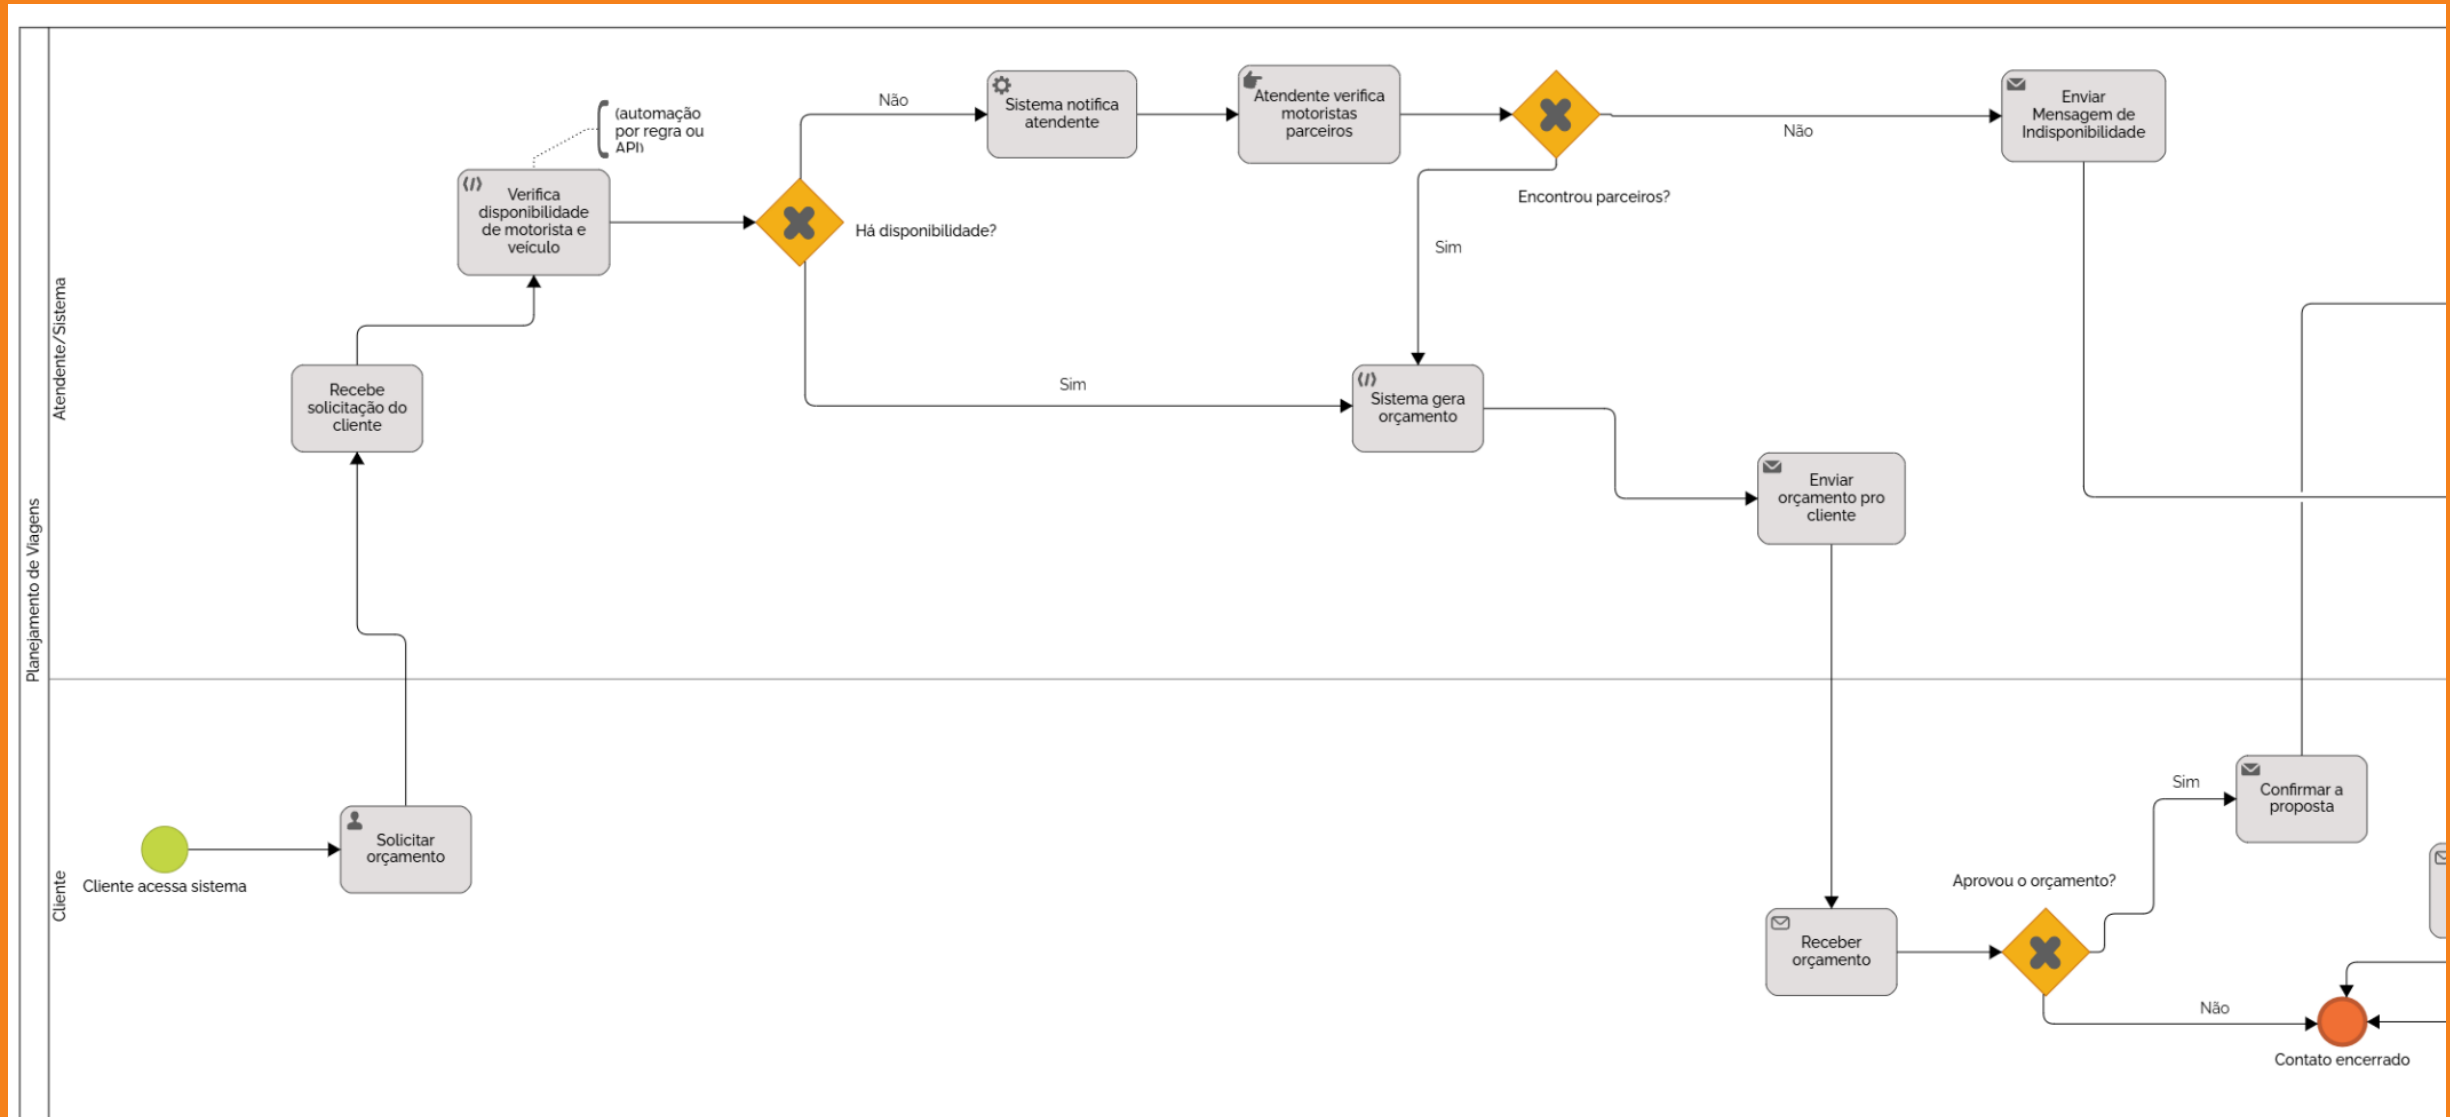 Planejamento de Viagens
Atendente/Sistema
(automação
por regra ou
API)
Verifica
disponibilidade
de motorista e
veículo
Há disponibilidade?
Não
Sistema notifica
atendente
Atendente verifica
motoristas
parceiros
Encontrou parceiros?
Não
Enviar
Mensagem de
Indisponibilidade
Sim
Recebe
solicitação do
cliente
Sim
Sistema gera
orçamento
Enviar
orçamento pro
cliente
Cliente
Cliente acessa sistema
Solicitar
orçamento
Receber
orçamento
Aprovou o orçamento?
Sim
Confirmar a
proposta
Não
Contato encerrado